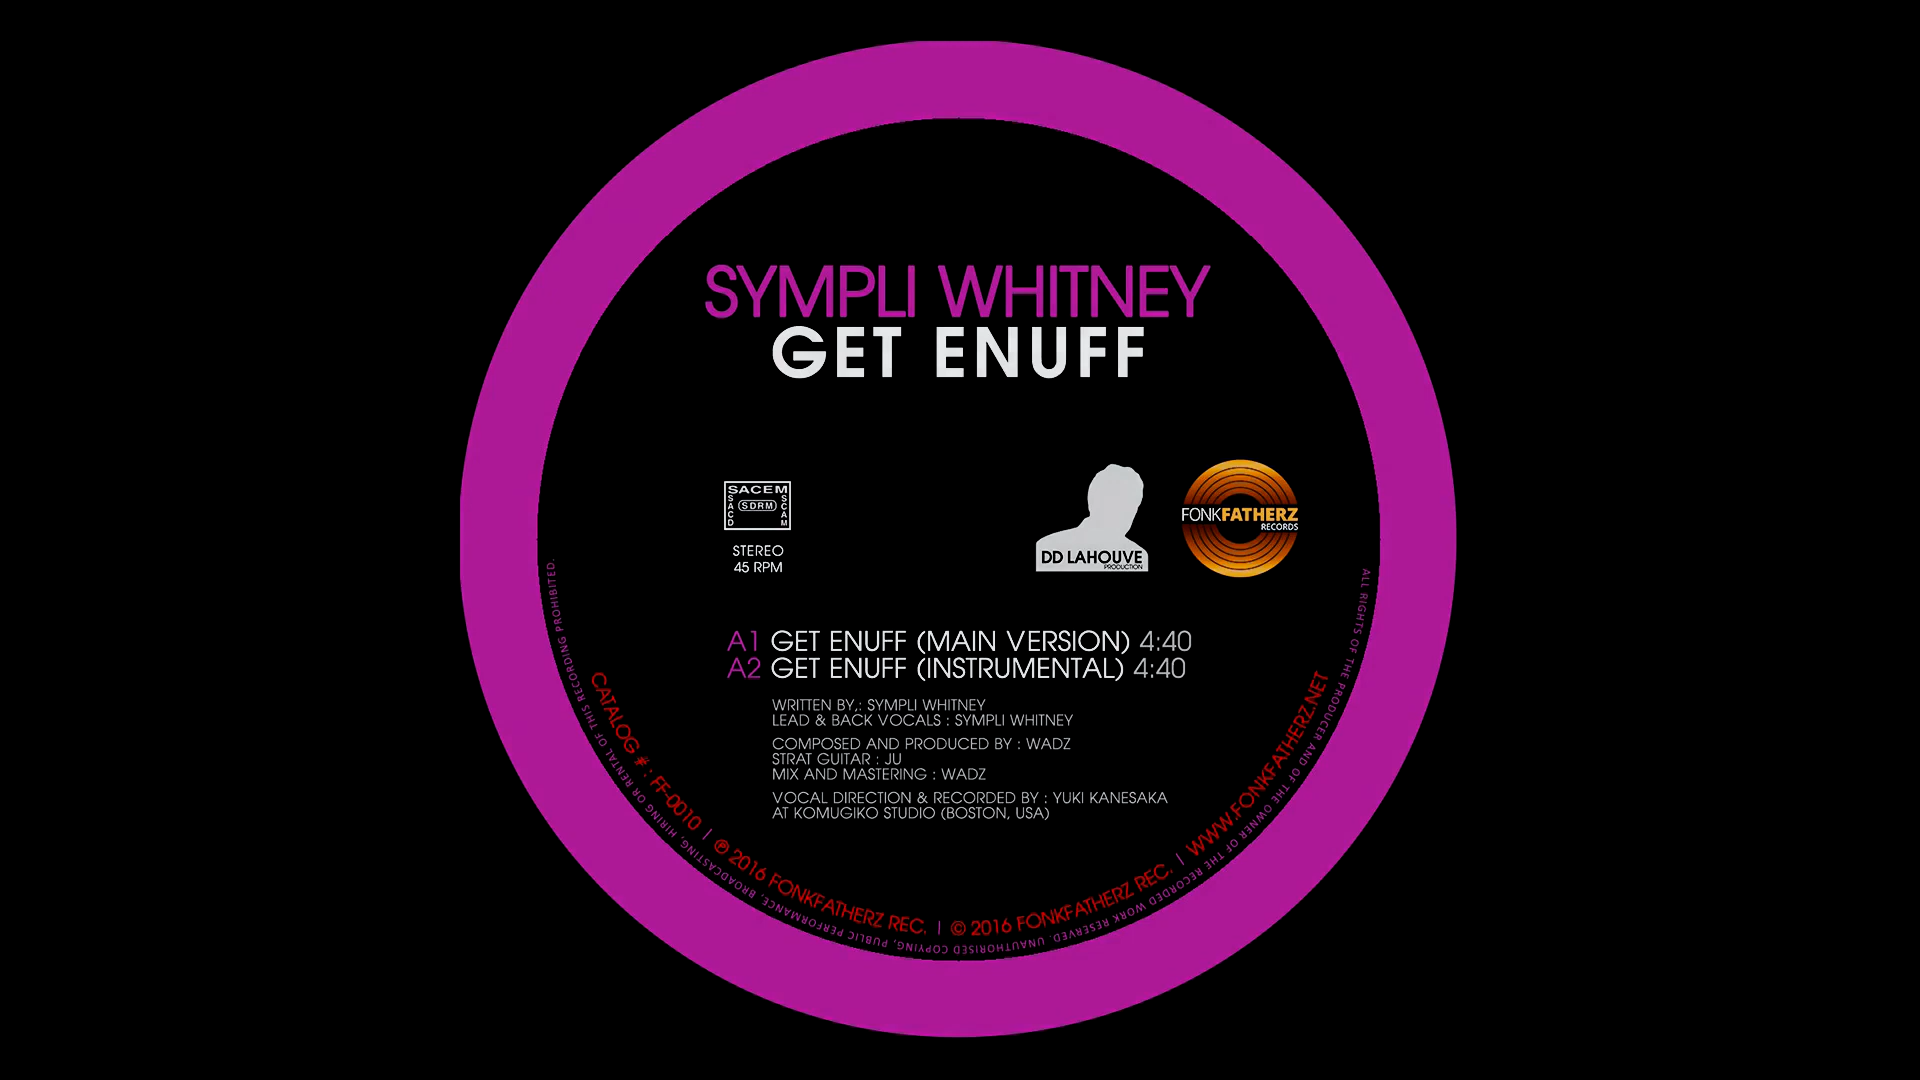 SYMPLI WHITNEY
GET ENUFF
SACEM
SACD
SDRM
SCAM
STEREO
45 RPM
DD LAHOUVE
PRODUCTION
FONKFATHERZ
RECORDS
A1 GET ENUFF (MAIN VERSION) 4:40
A2 GET ENUFF (INSTRUMENTAL) 4:40
WRITTEN BY,: SYMPLI WHITNEY
LEAD & BACK VOCALS : SYMPLI WHITNEY
COMPOSED AND PRODUCED BY : WADZ
STRAT GUITAR : JU
MIX AND MASTERING : WADZ
VOCAL DIRECTION & RECORDED BY : YUKI KANESAKA
AT KOMUGIKO STUDIO (BOSTON, USA)
CATALOG # : FF-0010 | ℗ 2016 FONKFATHERZ REC. | © 2016 FONKFATHERZ REC. | WWW.FONKFATHERZ.NET
ALL RIGHTS OF THE PRODUCER AND OF THE OWNER OF THE RECORDED WORK RESERVED. UNAUTHORISED COPYING, PUBLIC PERFORMANCE, BROADCASTING, HIRING OR RENTAL OF THIS RECORDING PROHIBITED.